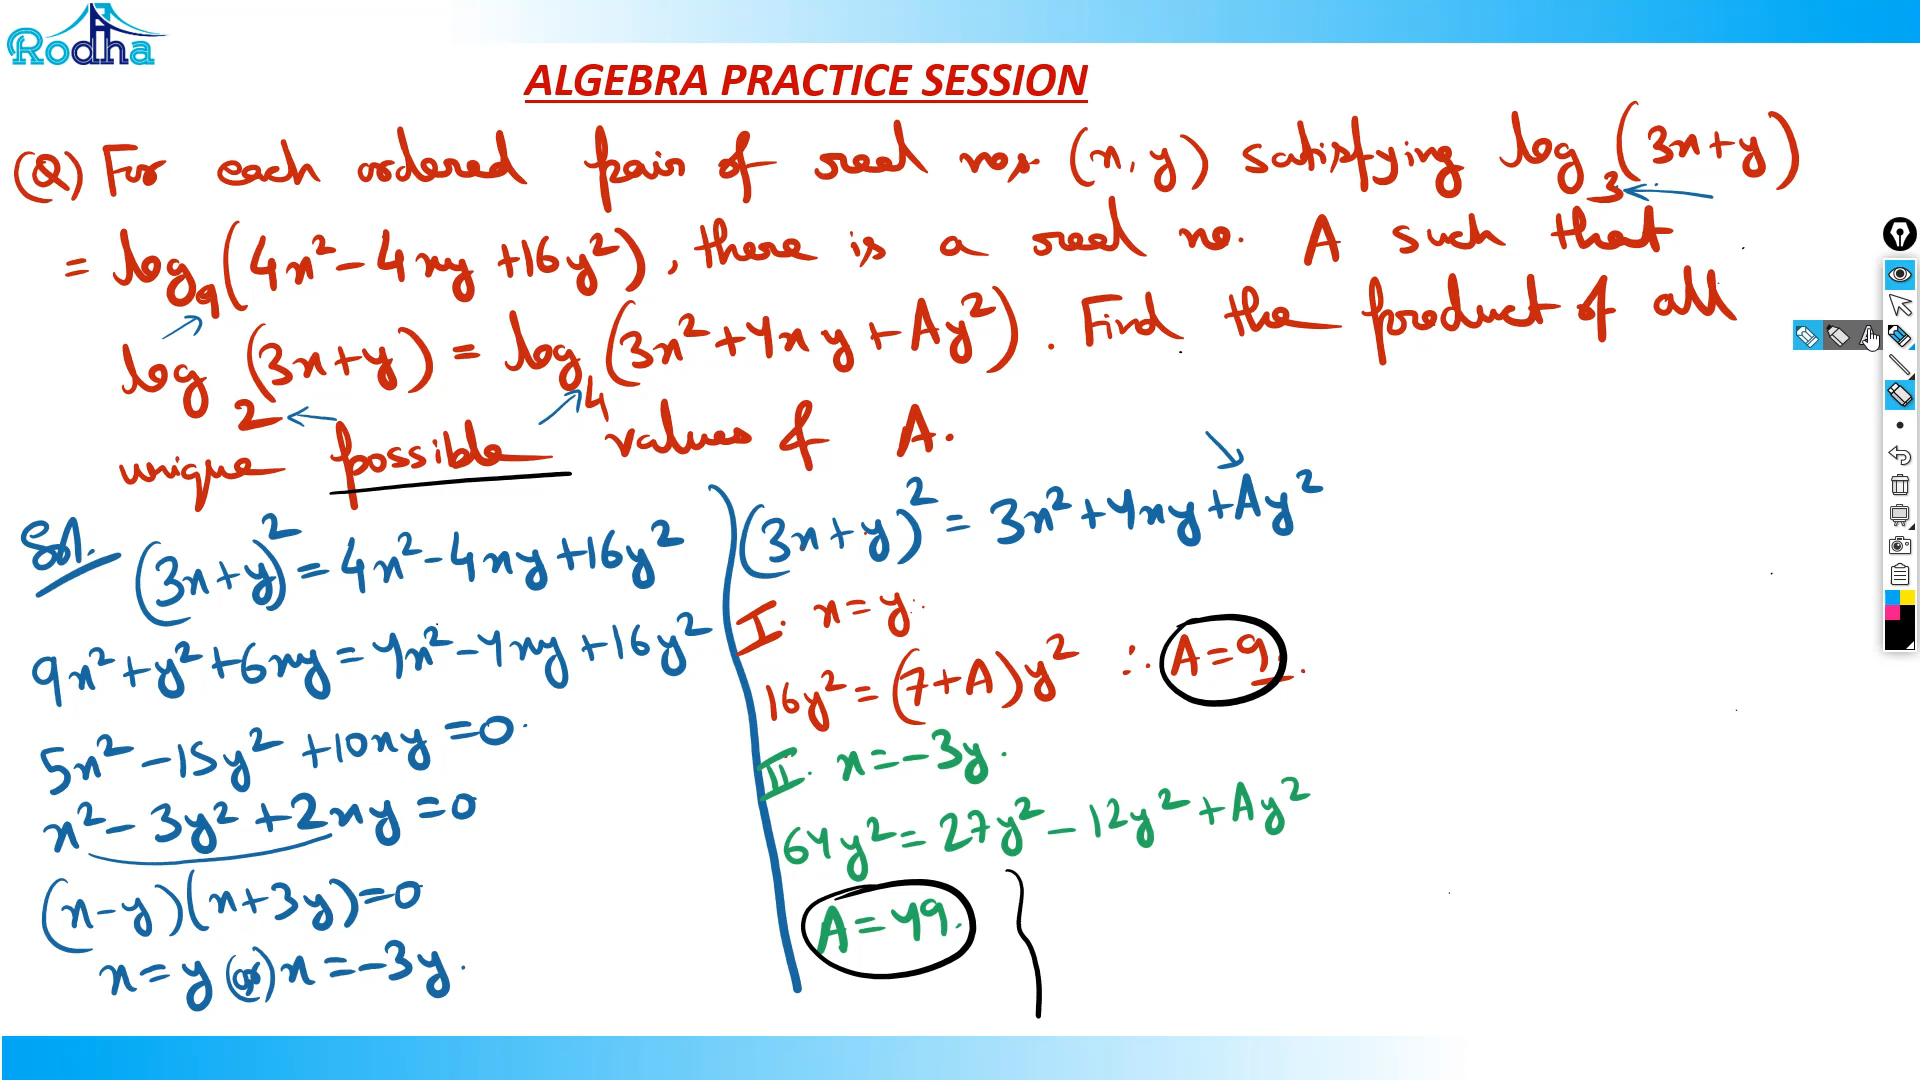 Rodha
ALGEBRA PRACTICE SESSION
(Q) For each ordered pair of real nos. (x, y) satisfying log₃(3x+y)
= log₉(4x²-4xy+16y²), there is a real no. A such that
log₂(3x+y) = log₄(3x²+4xy+Ay²). Find the product of all
unique possible values of A.
Sol. (3x+y)² = 4x²-4xy+16y²
9x²+y²+6xy = 4x²-4xy+16y²
5x²-15y²+10xy = 0
x²-3y²+2xy = 0
(x-y)(x+3y) = 0
x = y (or) x = -3y.
(3x+y)² = 3x²+4xy+Ay²
I. x = y.
16y² = (7+A)y² ∴ A = 9.
II. x = -3y.
64y² = 27y² - 12y² + Ay²
A = 49.